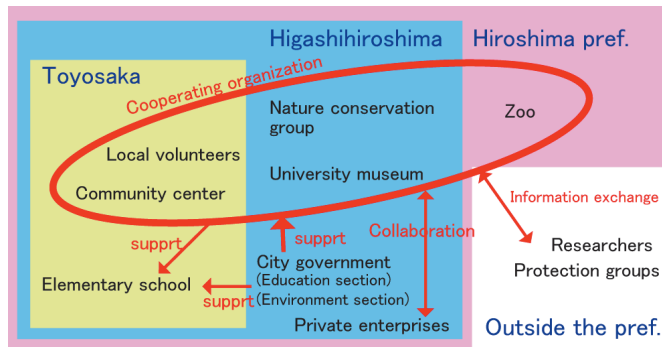 Higashihiroshima
Hiroshima pref.
Toyosaka
Cooperating organization
Nature conservation
group
Zoo
Local volunteers
University museum
Community center
Information exchange
supprt
supprt
Collaboration
Researchers
Protection groups
City government
(Education section)
Elementary school
supprt
(Environment section)
Private enterprises
Outside the pref.